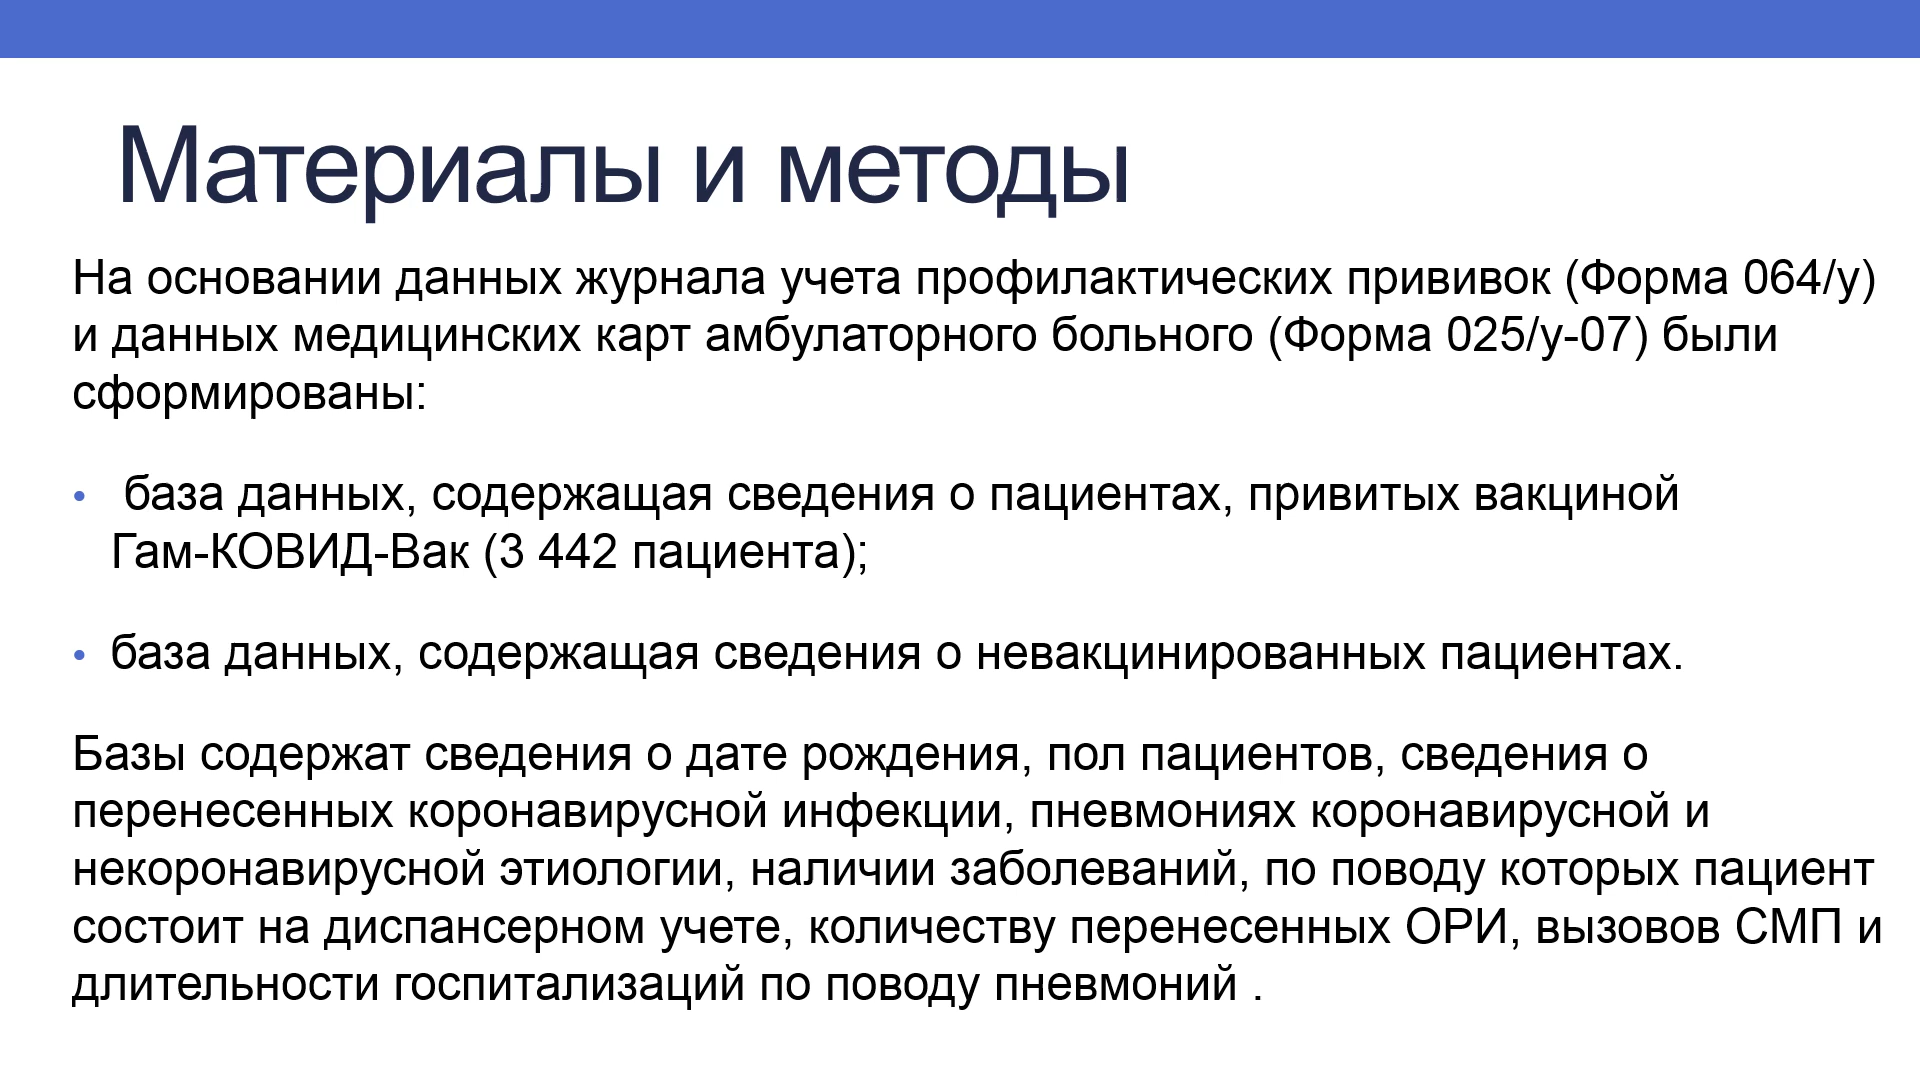 Материалы и методы
На основании данных журнала учета профилактических прививок (Форма 064/у)
и данных медицинских карт амбулаторного больного (Форма 025/у-07) были
сформированы:
• база данных, содержащая сведения о пациентах, привитых вакциной
Гам-КОВИД-Вак (3 442 пациента);
• база данных, содержащая сведения о невакцинированных пациентах.
Базы содержат сведения о дате рождения, пол пациентов, сведения о
перенесенных коронавирусной инфекции, пневмониях коронавирусной и
некоронавирусной этиологии, наличии заболеваний, по поводу которых пациент
состоит на диспансерном учете, количеству перенесенных ОРИ, вызовов СМП и
длительности госпитализаций по поводу пневмоний .